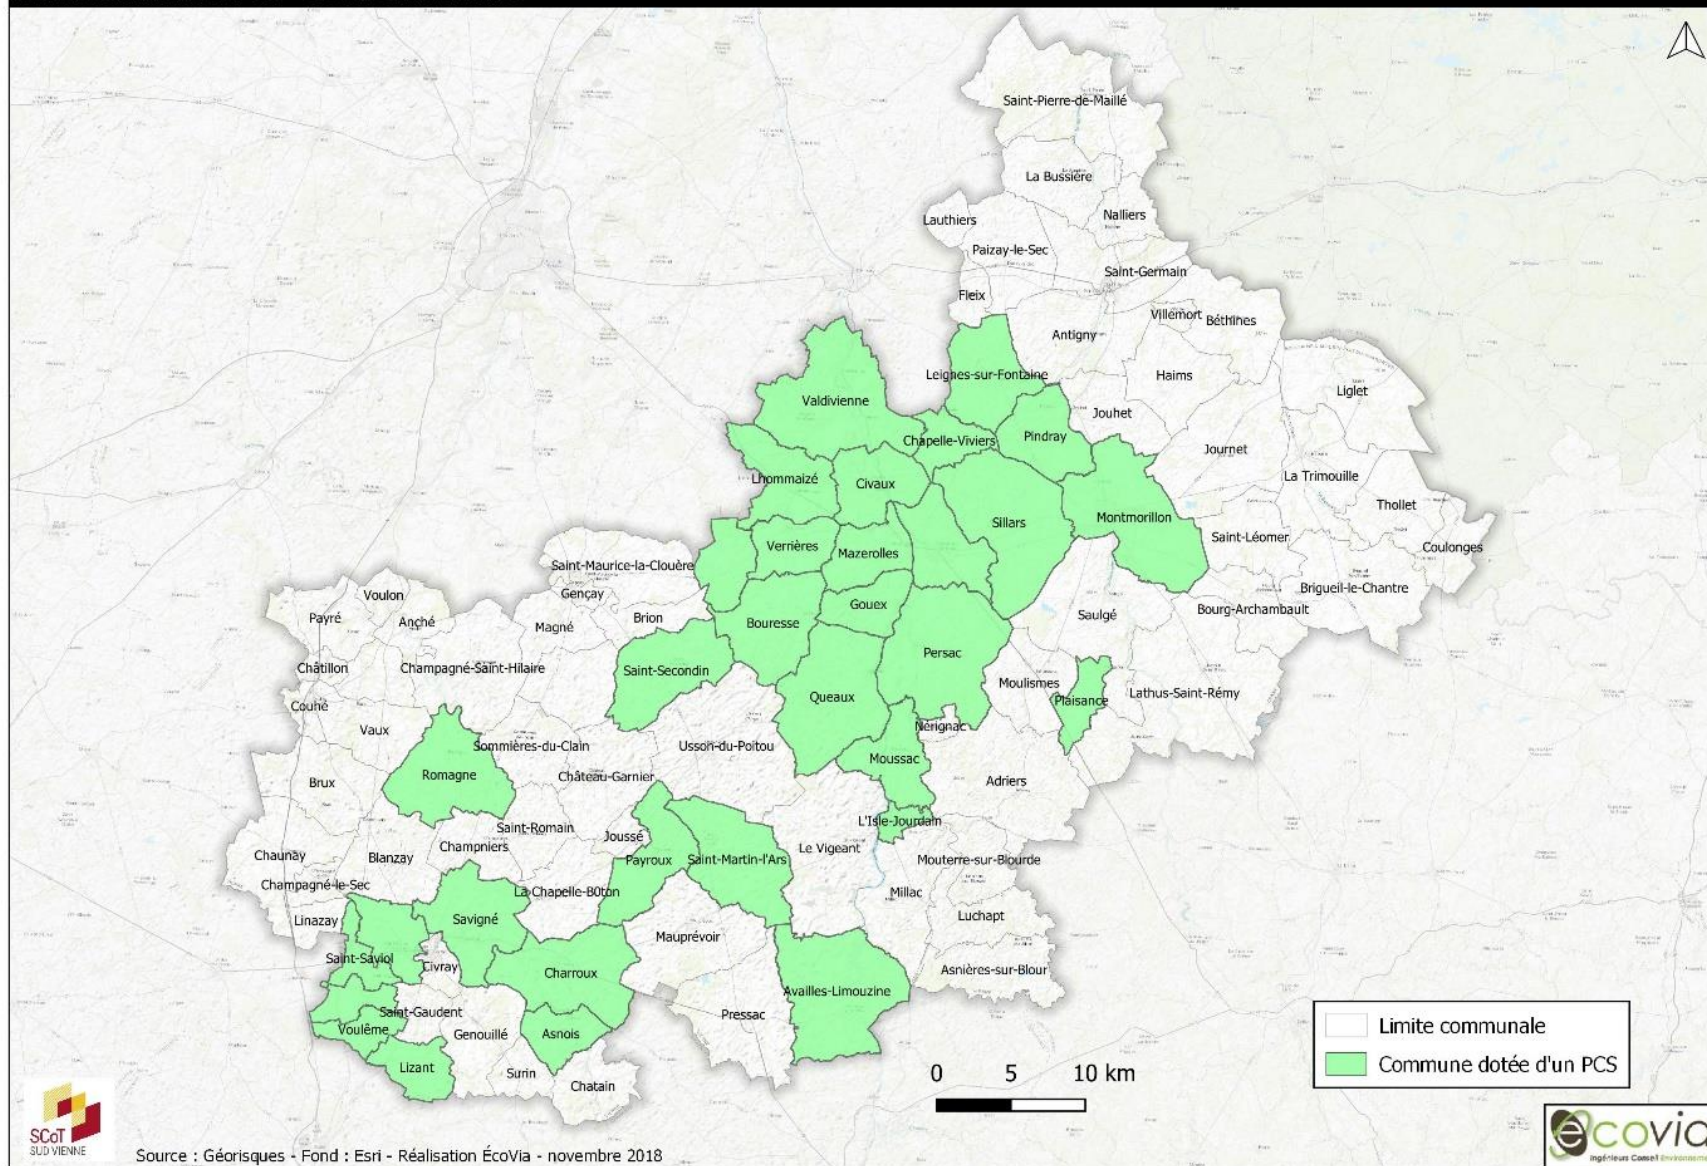 Saint-Pierre-de-Maillé
La Bussière
Nalliers
Lauthiers
Paizay-le-Sec
Saint-Germain
Fleix
Villemort
Béthines
Antigny
Leignes-sur-Fontaine
Haims
Liglet
Valdivienne
Jouhet
Chapelle-Viviers
Pindray
Journet
La Trimouille
Lhommaizé
Civaux
Thollet
Sillars
Montmorillon
Saint-Léomer
Coulonges
Verrières
Mazerolles
Saint-Maurice-la-Clouère
Gençay
Brigueil-le-Chantre
Voulon
Gouex
Bourg-Archambault
Payré
Anché
Magné
Brion
Bouresse
Saulgé
Châtillon
Champagné-Saint-Hilaire
Saint-Secondin
Persac
Moulismes
Lathus-Saint-Rémy
Queaux
Plaisance
Couhé
Vaux
Nérignac
Sommières-du-Clain
Usson-du-Poitou
Moussac
Romagne
Château-Garnier
Brux
Adriers
L'Isle-Jourdain
Saint-Romain
Joussé
Champniers
Le Vigeant
Chaunay
Blanzay
Payroux
Saint-Martin-l'Ars
Mouterre-sur-Blourde
Champagné-le-Sec
La Chapelle-Bâton
Millac
Linazay
Savigné
Luchapt
Mauprévoir
Saint-Saviol
Civray
Charroux
Asnières-sur-Blour
Availles-Limouzine
Saint-Gaudent
Pressac
Voulême
Genouillé
Asnois
Lizant
Surin
Chatain
0 5 10 km
Limite communale
Commune dotée d'un PCS
SCoT
SUD VIENNE
Source : Géorisques - Fond : Esri - Réalisation ÉcoVia - novembre 2018
écovia
Ingénieurs Conseil Environnement